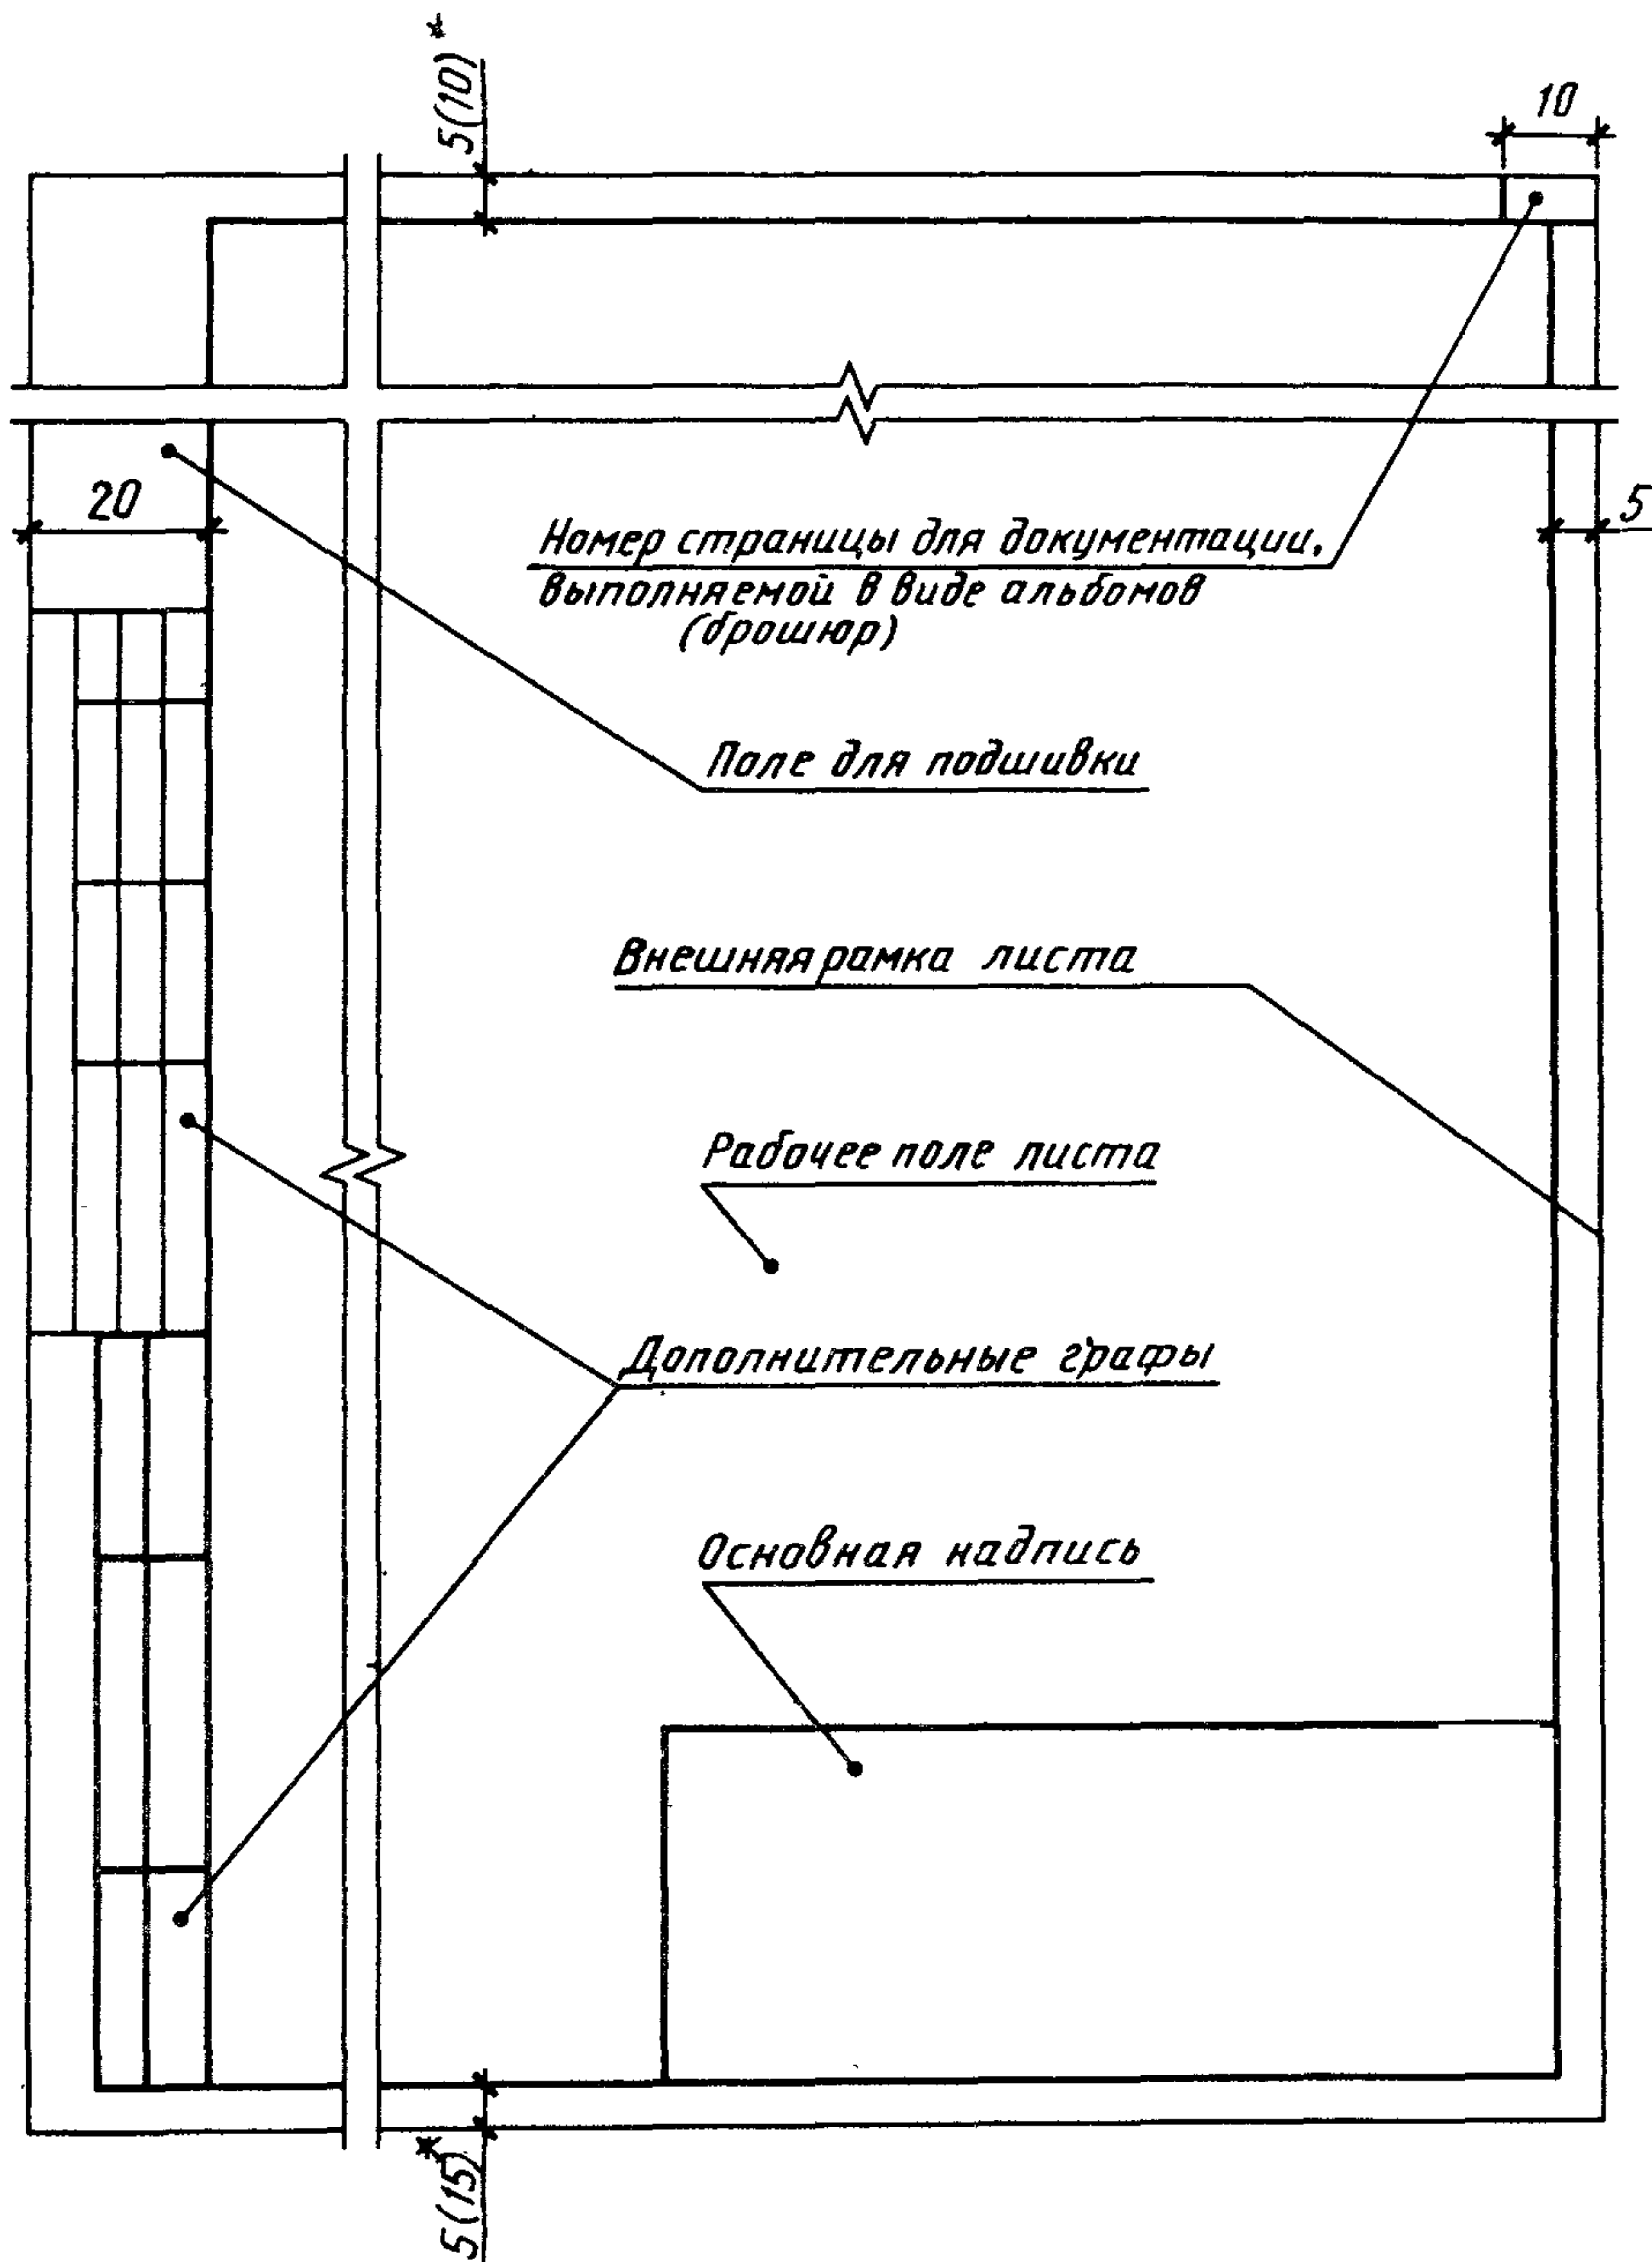 5(10)*
10
20
5
Номер страницы для документации,
выполняемой в виде альбомов
(брошюр)
Поле для подшивки
Внешняя рамка листа
Рабочее поле листа
Дополнительные графы
Основная надпись
5(15)*